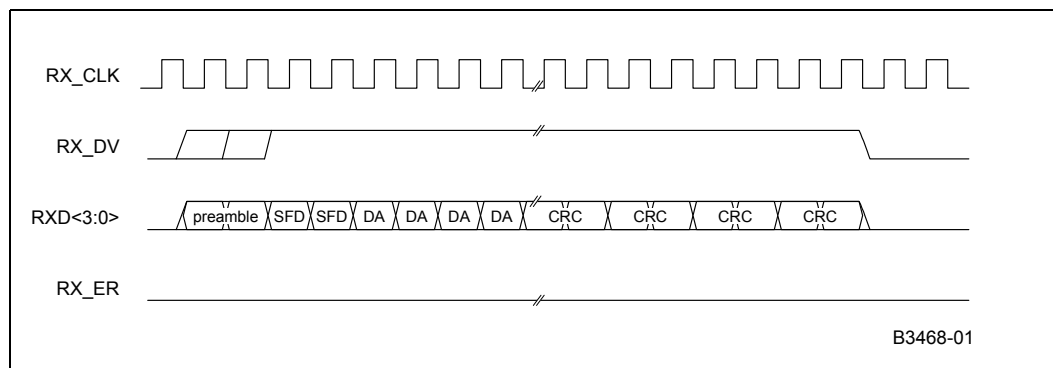 RX_CLK
RX_DV
RXD<3:0> preamble SFD SFD DA DA DA DA CRC CRC CRC CRC
RX_ER
B3468-01